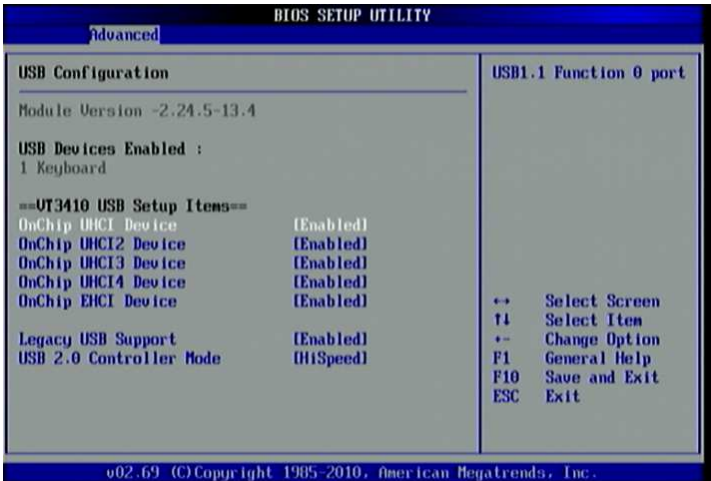 BIOS SETUP UTILITY
Advanced
USB Configuration
Module Version -2.24.5-13.4
USB Devices Enabled :
1 Keyboard
==VT3410 USB Setup Items==
OnChip UHCI Device [Enabled]
OnChip UHCI2 Device [Enabled]
OnChip UHCI3 Device [Enabled]
OnChip UHCI4 Device [Enabled]
OnChip EHCI Device [Enabled]
Legacy USB Support [Enabled]
USB 2.0 Controller Mode [HiSpeed]
USB1.1 Function 0 port
↔ Select Screen
↑↓ Select Item
+- Change Option
F1 General Help
F10 Save and Exit
ESC Exit
v02.69 (C)Copyright 1985-2010, American Megatrends, Inc.